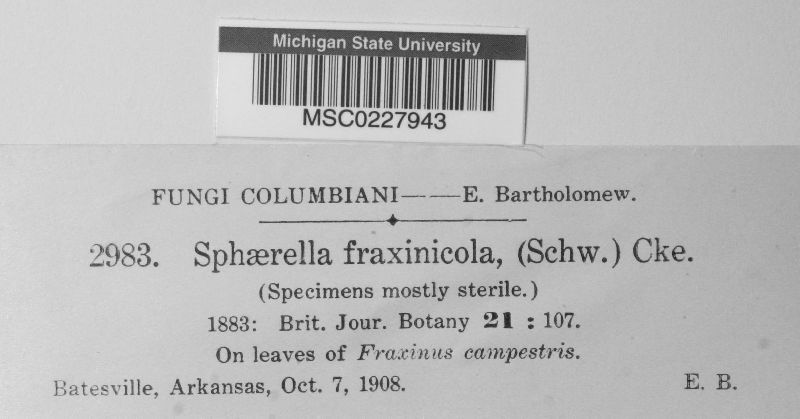 Michigan State University
MSC0227943
FUNGI COLUMBIANI—— —E. Bartholomew.
2983. Sphærella fraxinicola, (Schw.) Cke.
(Specimens mostly sterile.)
1883: Brit. Jour. Botany 21 : 107.
On leaves of Fraxinus campestris.
Batesville, Arkansas, Oct. 7, 1908. E. B.